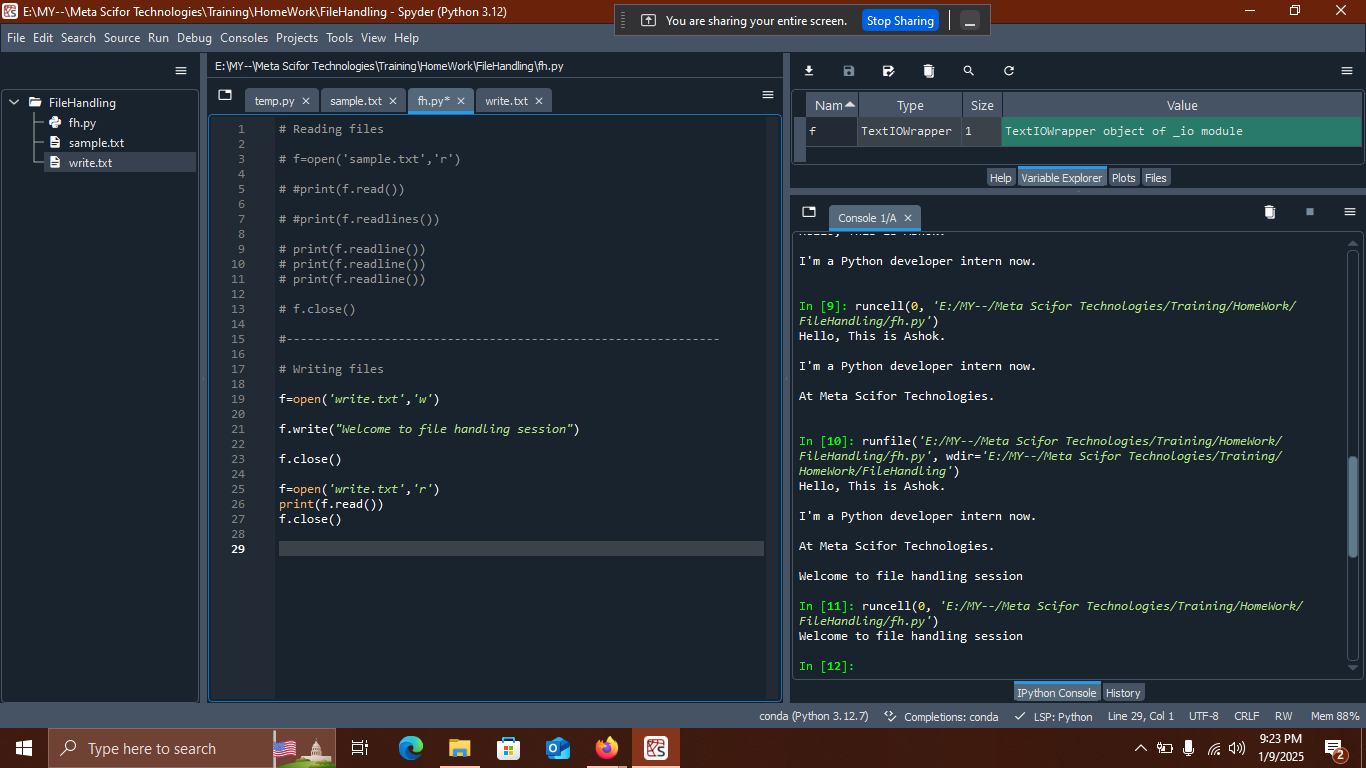 E:\MY--\Meta Scifor Technologies\Training\HomeWork\FileHandling - Spyder (Python 3.12)
You are sharing your entire screen. Stop Sharing
File Edit Search Source Run Debug Consoles Projects Tools View Help
FileHandling
fh.py
sample.txt
write.txt
E:\MY--\Meta Scifor Technologies\Training\HomeWork\FileHandling\fh.py
temp.py sample.txt fh.py* write.txt
1 # Reading files
2
3 # f=open('sample.txt','r')
4
5 # #print(f.read())
6
7 # #print(f.readlines())
8
9 # print(f.readline())
10 # print(f.readline())
11 # print(f.readline())
12
13 # f.close()
14
15 #--------------------------------------------------------------
16
17 # Writing files
18
19 f=open('write.txt','w')
20
21 f.write("Welcome to file handling session")
22
23 f.close()
24
25 f=open('write.txt','r')
26 print(f.read())
27 f.close()
28
29
Nam Type Size Value
f TextIOWrapper 1 TextIOWrapper object of _io module
Help Variable Explorer Plots Files
Console 1/A
I'm a Python developer intern now.
In [9]: runcell(0, 'E:/MY--/Meta Scifor Technologies/Training/HomeWork/
FileHandling/fh.py')
Hello, This is Ashok.
I'm a Python developer intern now.
At Meta Scifor Technologies.
In [10]: runfile('E:/MY--/Meta Scifor Technologies/Training/HomeWork/
FileHandling/fh.py', wdir='E:/MY--/Meta Scifor Technologies/Training/
HomeWork/FileHandling')
Hello, This is Ashok.
I'm a Python developer intern now.
At Meta Scifor Technologies.
Welcome to file handling session
In [11]: runcell(0, 'E:/MY--/Meta Scifor Technologies/Training/HomeWork/
FileHandling/fh.py')
Welcome to file handling session
In [12]:
IPython Console History
conda (Python 3.12.7) Completions: conda LSP: Python Line 29, Col 1 UTF-8 CRLF RW Mem 88%
Type here to search
9:23 PM
1/9/2025
2